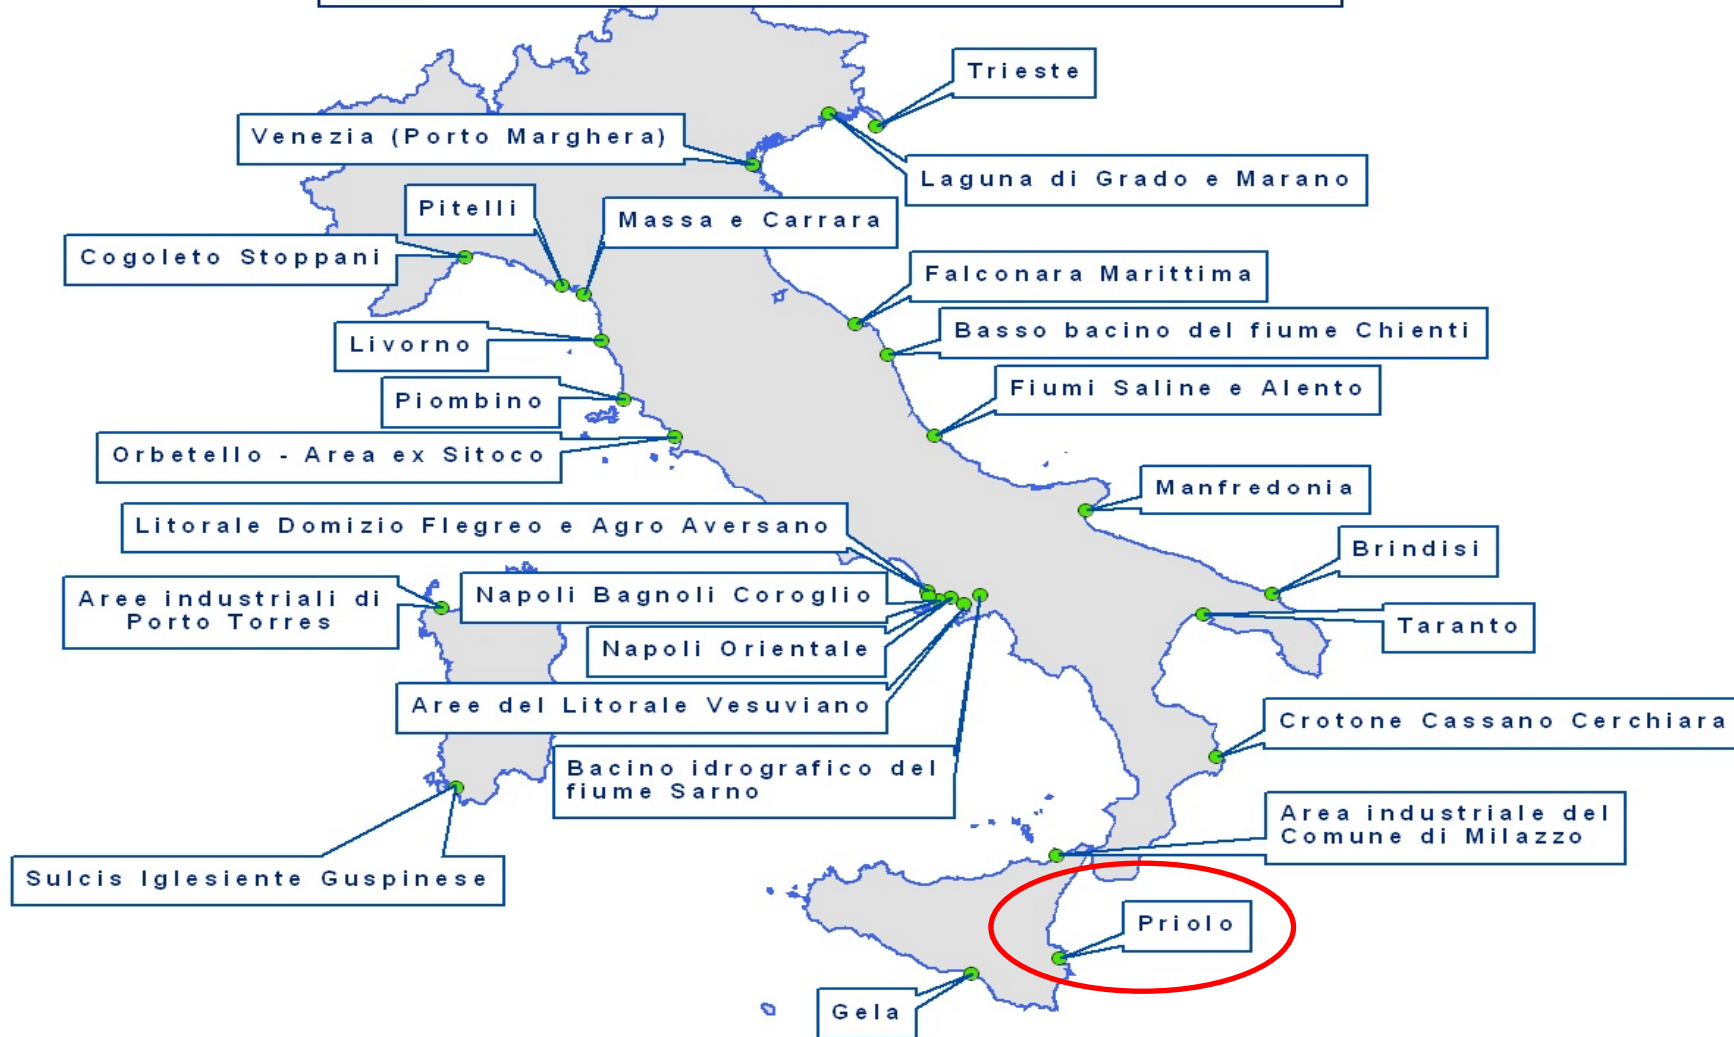 Trieste
Venezia (Porto Marghera)
Laguna di Grado e Marano
Pitelli
Massa e Carrara
Cogoleto Stoppani
Falconara Marittima
Basso bacino del fiume Chienti
Livorno
Fiumi Saline e Alento
Piombino
Orbetello - Area ex Sitoco
Manfredonia
Litorale Domizio Flegreo e Agro Aversano
Brindisi
Aree industriali di
Porto Torres
Napoli Bagnoli Coroglio
Taranto
Napoli Orientale
Aree del Litorale Vesuviano
Crotone Cassano Cerchiara
Bacino idrografico del
fiume Sarno
Area industriale del
Comune di Milazzo
Sulcis Iglesiente Guspinese
Priolo
Gela